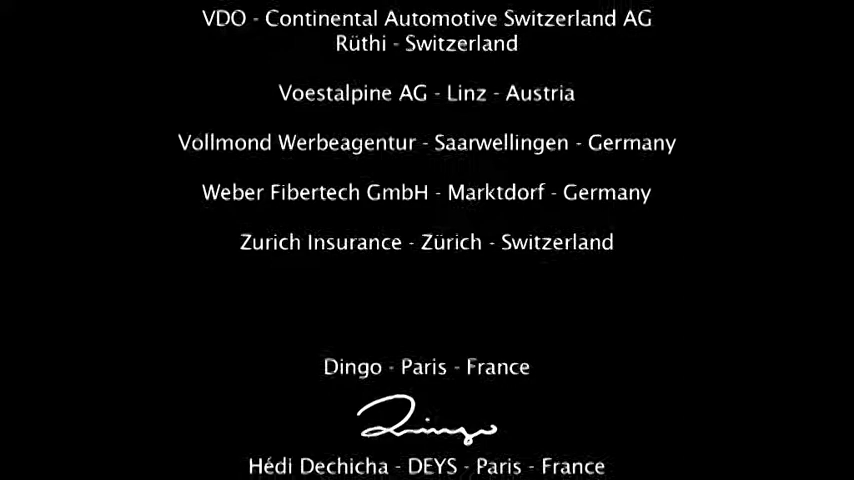 VDO - Continental Automotive Switzerland AG
Rüthi - Switzerland
Voestalpine AG - Linz - Austria
Vollmond Werbeagentur - Saarwellingen - Germany
Weber Fibertech GmbH - Marktdorf - Germany
Zurich Insurance - Zürich - Switzerland
Dingo - Paris - France
Dingo
Hédi Dechicha - DEYS - Paris - France